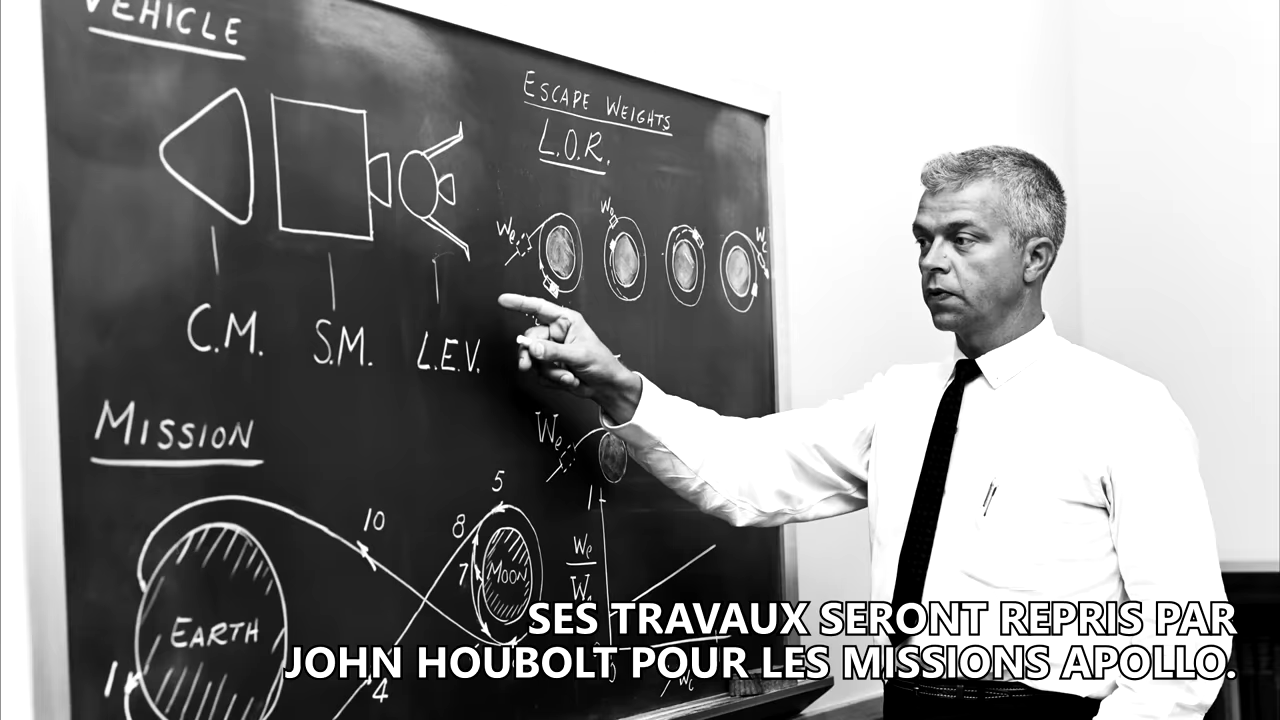 VEHICLE
ESCAPE WEIGHTS
L.O.R.
We
We
C.M.
S.M.
L.E.V.
MISSION
We
5
10
8
7
MOON
EARTH
1
4
We
SES TRAVAUX SERONT REPRIS PAR
JOHN HOUBOLT POUR LES MISSIONS APOLLO.